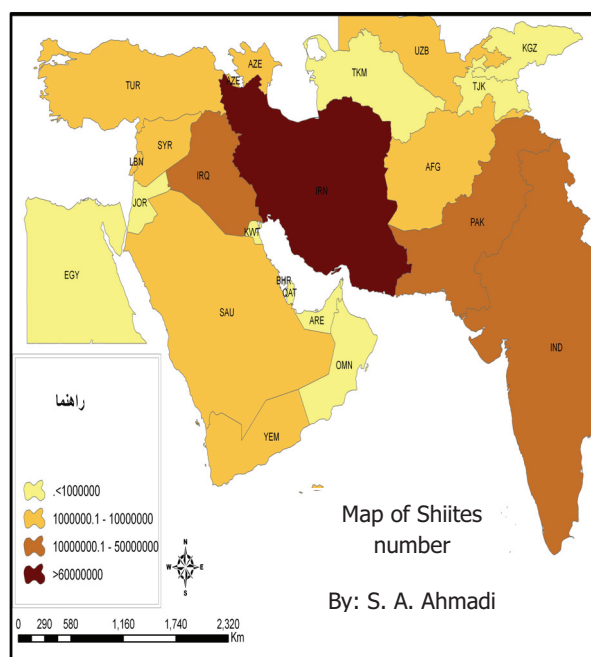 UZB
KGZ
AZE
TKM
AZE
TJK
TUR
SYR
LBN
AFG
IRQ
IRN
JOR
PAK
KWT
EGY
BHR
QAT
SAU
ARE
IND
OMN
YEM
راهنما
.<1000000
1000000.1 - 10000000
10000000.1 - 50000000
>60000000
N
W E
S
Map of Shiites
number
By: S. A. Ahmadi
0 290 580 1,160 1,740 2,320
Km